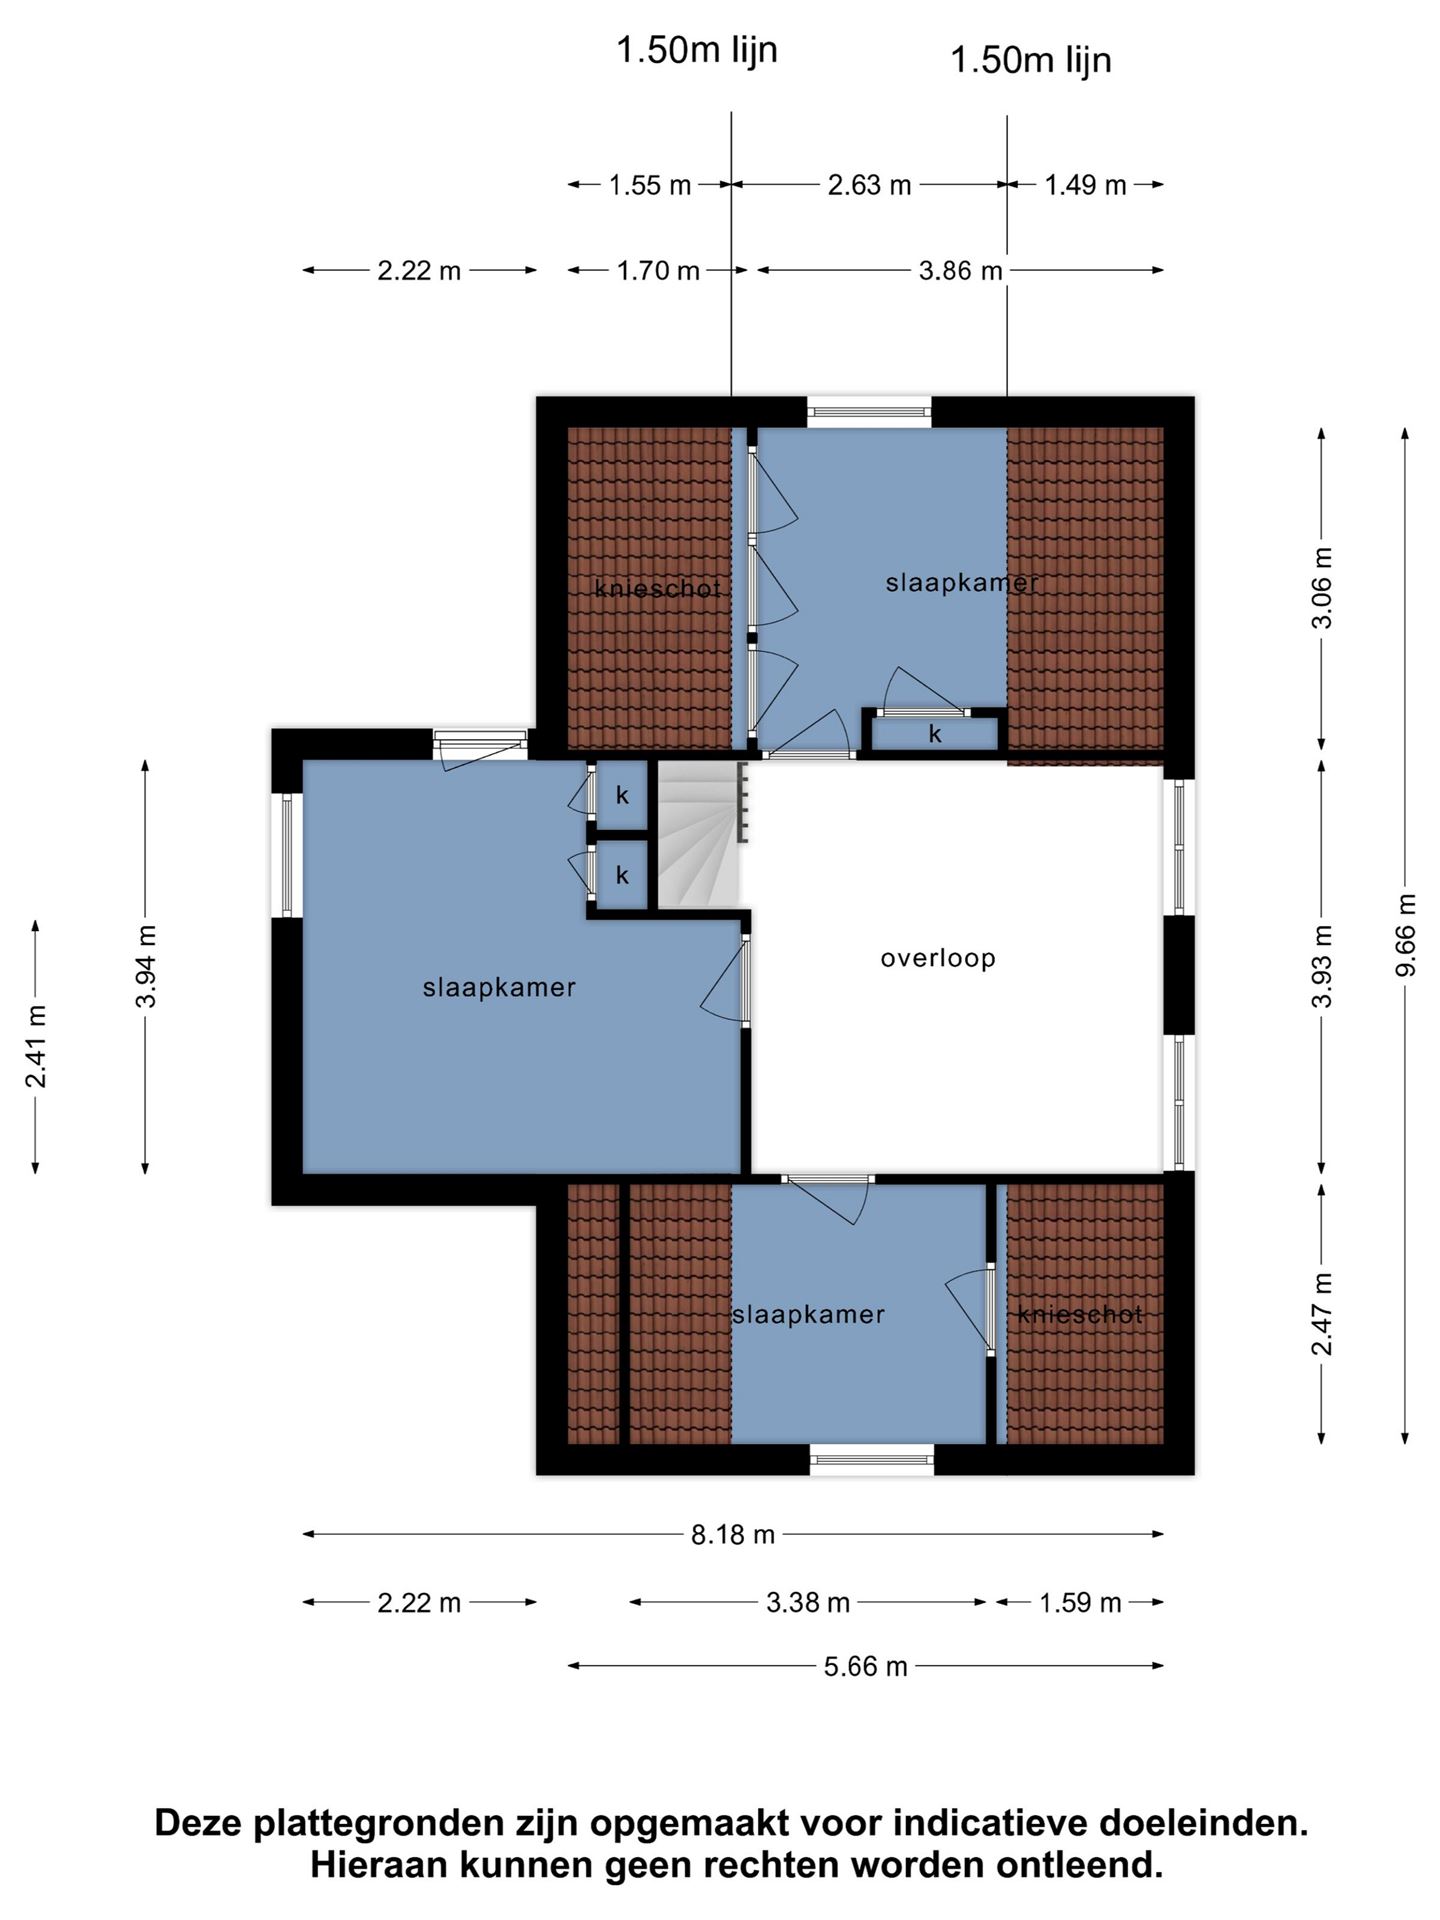 1.50m lijn
1.50m lijn
1.55 m
2.63 m
1.49 m
2.22 m
1.70 m
3.86 m
knieschot
slaapkamer
3.06 m
k
k
k
overloop
slaapkamer
3.94 m
2.41 m
3.93 m
9.66 m
slaapkamer
knieschot
2.47 m
8.18 m
2.22 m
3.38 m
1.59 m
5.66 m
Deze plattegronden zijn opgemaakt voor indicatieve doeleinden.
Hieraan kunnen geen rechten worden ontleend.